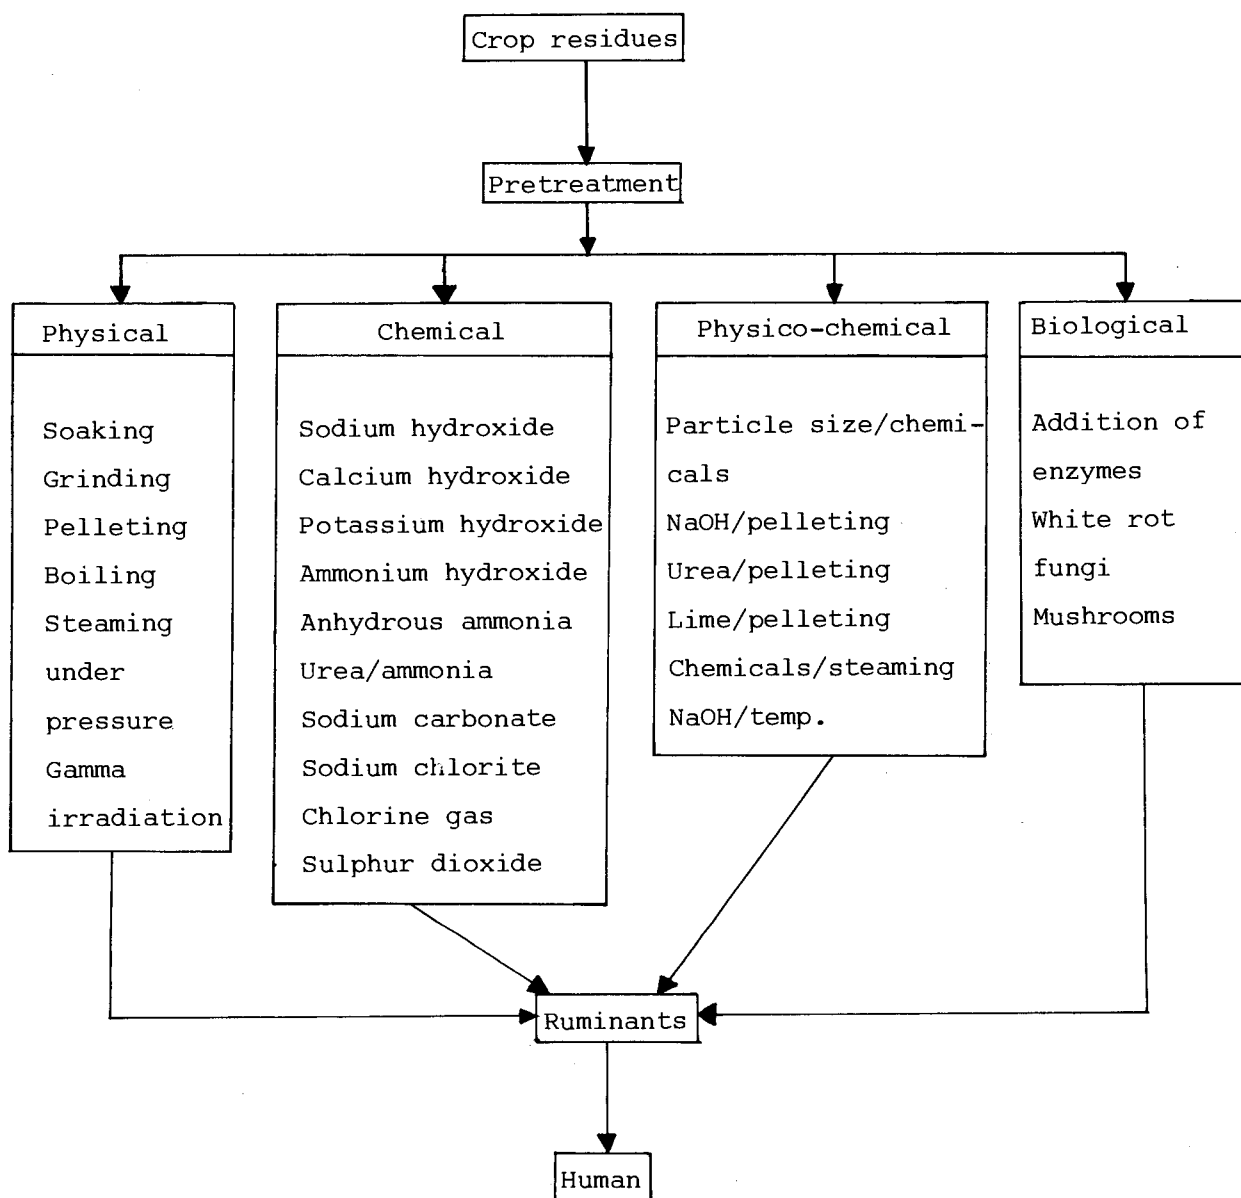 Crop residues
Pretreatment
Physical
Soaking
Grinding
Pelleting
Boiling
Steaming
under
pressure
Gamma
irradiation
Chemical
Sodium hydroxide
Calcium hydroxide
Potassium hydroxide
Ammonium hydroxide
Anhydrous ammonia
Urea/ammonia
Sodium carbonate
Sodium chlorite
Chlorine gas
Sulphur dioxide
Physico-chemical
Particle size/chemi-
cals
NaOH/pelleting
Urea/pelleting
Lime/pelleting
Chemicals/steaming
NaOH/temp.
Biological
Addition of
enzymes
White rot
fungi
Mushrooms
Ruminants
Human